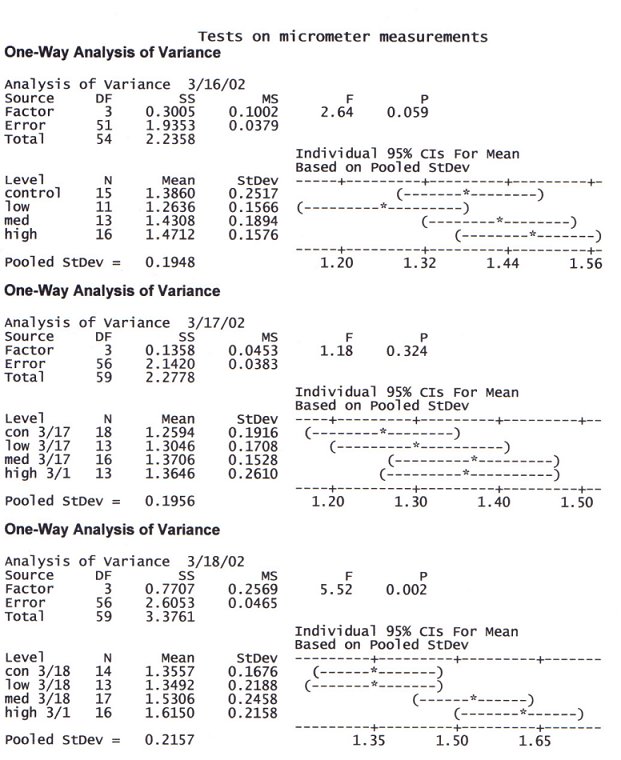 Tests on micrometer measurements
One-Way Analysis of Variance
Analysis of Variance 3/16/02
Source DF SS MS F P
Factor 3 0.3005 0.1002 2.64 0.059
Error 51 1.9353 0.0379
Total 54 2.2358
Individual 95% CIs For Mean
Based on Pooled StDev
Level N Mean StDev ------+---------+---------+---------+-
control 15 1.3860 0.2517 (-------*--------)
low 11 1.2636 0.1566 (---------*---------)
med 13 1.4308 0.1894 (--------*--------)
high 16 1.4712 0.1576 (--------*-------)
------+---------+---------+---------+-
Pooled StDev = 0.1948 1.20 1.32 1.44 1.56
One-Way Analysis of Variance
Analysis of Variance 3/17/02
Source DF SS MS F P
Factor 3 0.1358 0.0453 1.18 0.324
Error 56 2.1420 0.0383
Total 59 2.2778
Individual 95% CIs For Mean
Based on Pooled StDev
Level N Mean StDev -----+---------+---------+---------+--
con 3/17 18 1.2594 0.1916 (--------*--------)
low 3/17 13 1.3046 0.1708 (---------*----------)
med 3/17 16 1.3706 0.1528 (---------*---------)
high 3/1 13 1.3646 0.2610 (---------*----------)
-----+---------+---------+---------+--
Pooled StDev = 0.1956 1.20 1.30 1.40 1.50
One-Way Analysis of Variance
Analysis of Variance 3/18/02
Source DF SS MS F P
Factor 3 0.7707 0.2569 5.52 0.002
Error 56 2.6053 0.0465
Total 59 3.3761
Individual 95% CIs For Mean
Based on Pooled StDev
Level N Mean StDev ----------+---------+---------+------
con 3/18 14 1.3557 0.1676 (------*-------)
low 3/18 13 1.3492 0.2188 (-------*-------)
med 3/18 17 1.5306 0.2458 (------*------)
high 3/1 16 1.6150 0.2158 (-------*------)
----------+---------+---------+------
Pooled StDev = 0.2157 1.35 1.50 1.65